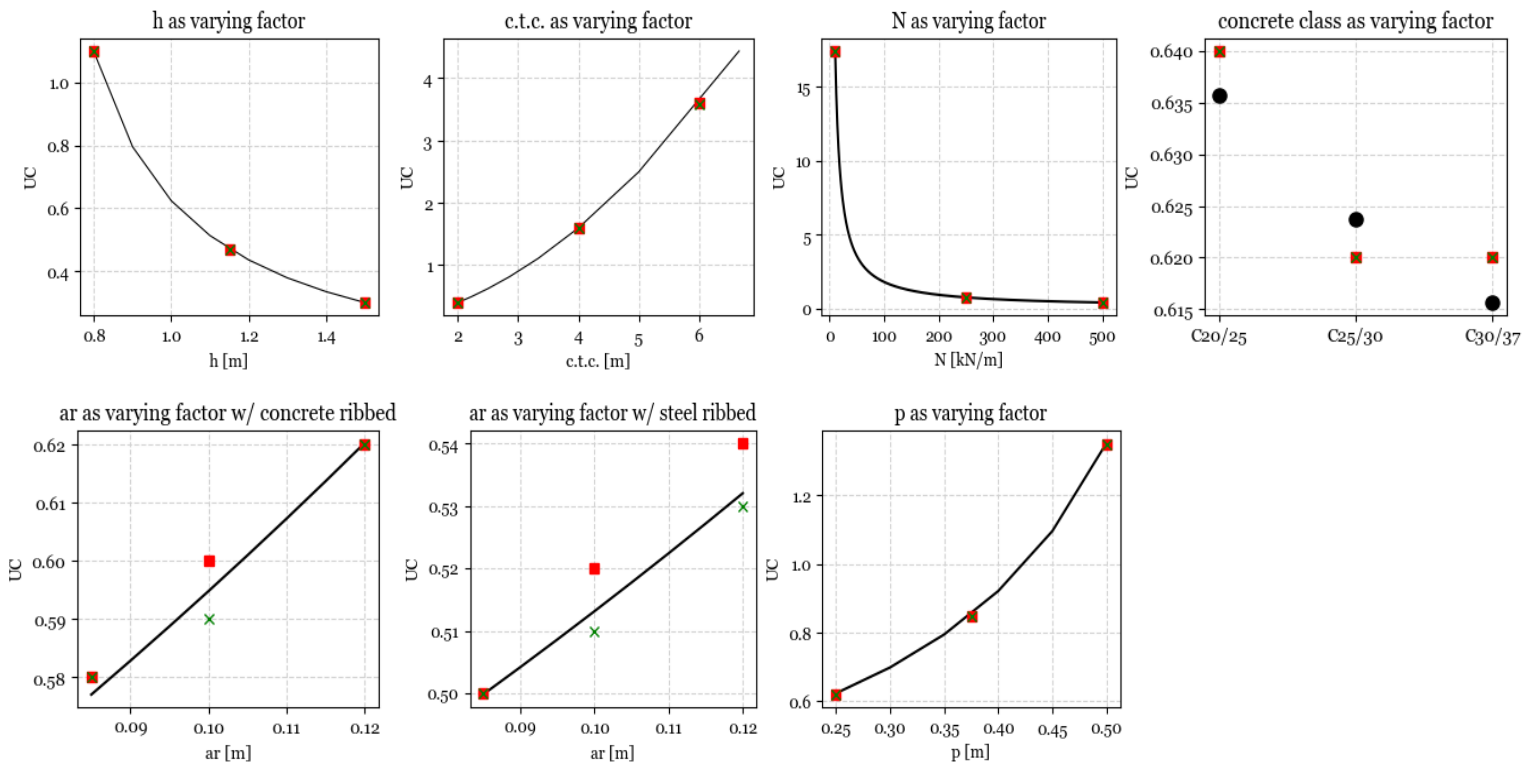 h as varying factor
UC
1.0
0.8
0.6
0.4
0.8 1.0 1.2 1.4
h [m]
c.t.c. as varying factor
UC
4
3
2
1
2 3 4 5 6
c.t.c. [m]
N as varying factor
UC
15
10
5
0
0 100 200 300 400 500
N [kN/m]
concrete class as varying factor
UC
0.640
0.635
0.630
0.625
0.620
0.615
C20/25 C25/30 C30/37
ar as varying factor w/ concrete ribbed
UC
0.62
0.61
0.60
0.59
0.58
0.09 0.10 0.11 0.12
ar [m]
ar as varying factor w/ steel ribbed
UC
0.54
0.53
0.52
0.51
0.50
0.09 0.10 0.11 0.12
ar [m]
p as varying factor
UC
1.2
1.0
0.8
0.6
0.25 0.30 0.35 0.40 0.45 0.50
p [m]